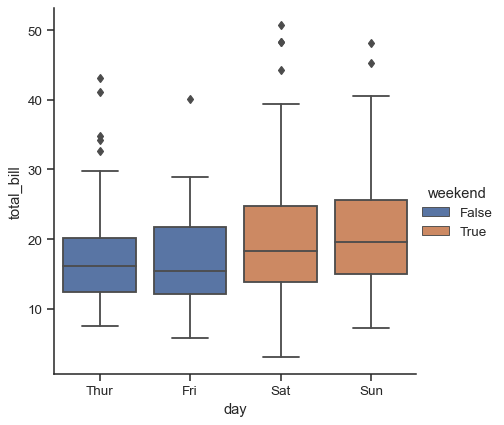 50
40
30
20
10
total_bill
Thur Fri Sat Sun
day
weekend
False
True